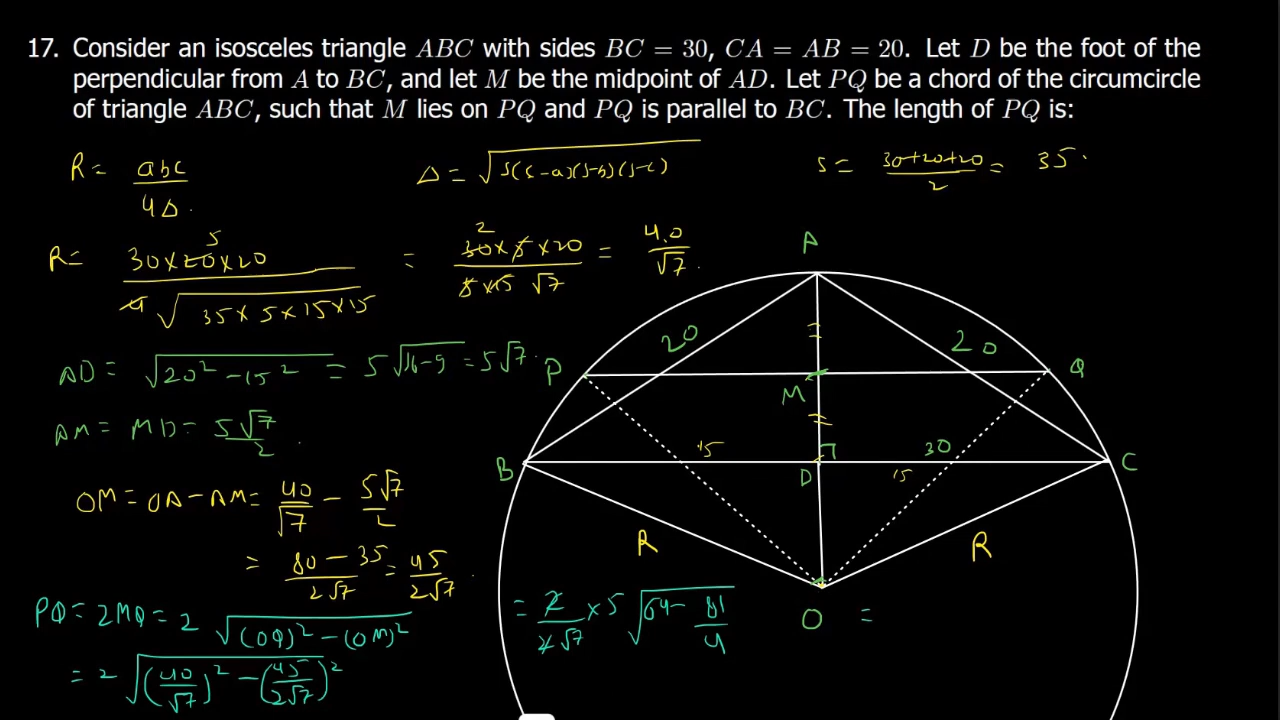 17. Consider an isosceles triangle ABC with sides BC = 30, CA = AB = 20. Let D be the foot of the
perpendicular from A to BC, and let M be the midpoint of AD. Let PQ be a chord of the circumcircle
of triangle ABC, such that M lies on PQ and PQ is parallel to BC. The length of PQ is:
R = abc / 4Δ.
Δ = √(s(s-a)(s-b)(s-c))
S = (30+20+20) / 2 = 35.
R = (30 × 20 × 20) / (4 √(35 × 5 × 15 × 15)) = (30 × 5 × 20) / (5 × 15 √7) = 40 / √7.
5
2
AD = √(20² - 15²) = 5 √(16-9) = 5√7.
AM = MD = 5√7 / 2.
OM = OA - AM = 40/√7 - 5√7/2
= (80 - 35) / 2√7 = 45 / 2√7.
PQ = 2MQ = 2 √((OQ)² - (OM)²)
= 2 √((40/√7)² - (45/2√7)²)
= 2/√7 × 5 √(64 - 81/4)
=
A
20
20
P
M
Q
B
15
D
15
30
C
R
R
O